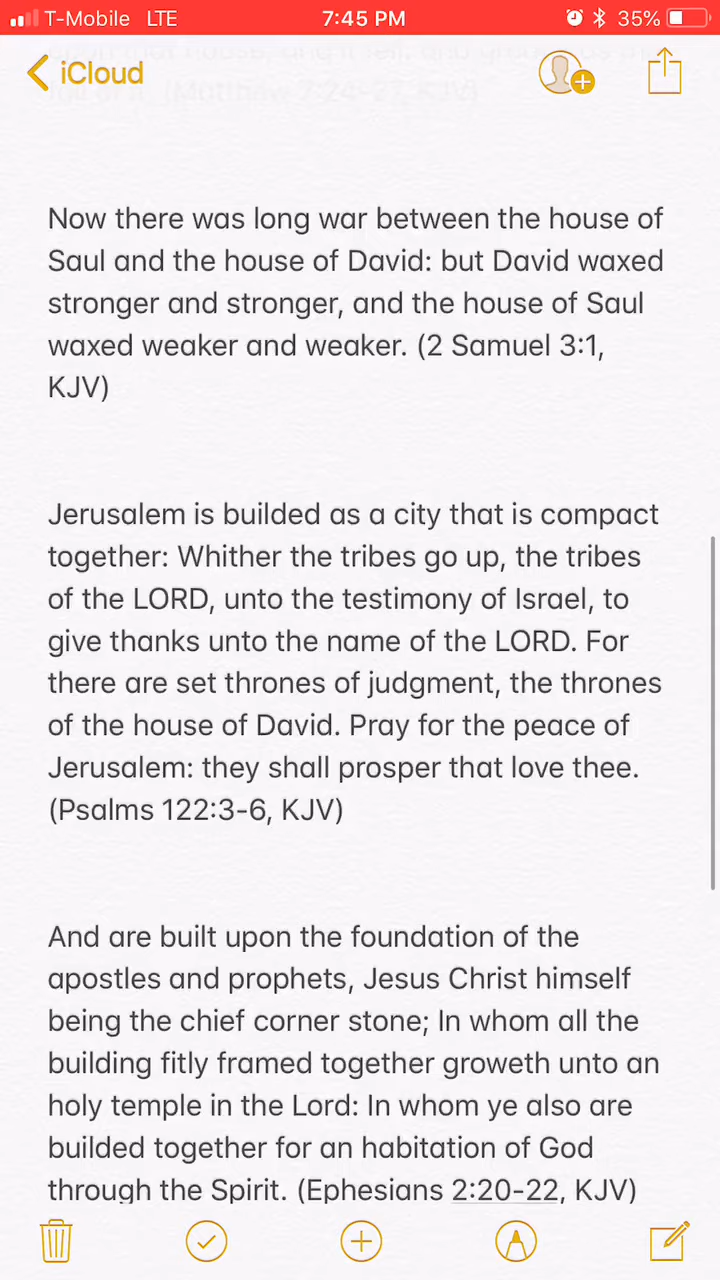 T-Mobile LTE 7:45 PM 35%
iCloud
Now there was long war between the house of
Saul and the house of David: but David waxed
stronger and stronger, and the house of Saul
waxed weaker and weaker. (2 Samuel 3:1,
KJV)
Jerusalem is builded as a city that is compact
together: Whither the tribes go up, the tribes
of the LORD, unto the testimony of Israel, to
give thanks unto the name of the LORD. For
there are set thrones of judgment, the thrones
of the house of David. Pray for the peace of
Jerusalem: they shall prosper that love thee.
(Psalms 122:3-6, KJV)
And are built upon the foundation of the
apostles and prophets, Jesus Christ himself
being the chief corner stone; In whom all the
building fitly framed together groweth unto an
holy temple in the Lord: In whom ye also are
builded together for an habitation of God
through the Spirit. (Ephesians 2:20-22, KJV)